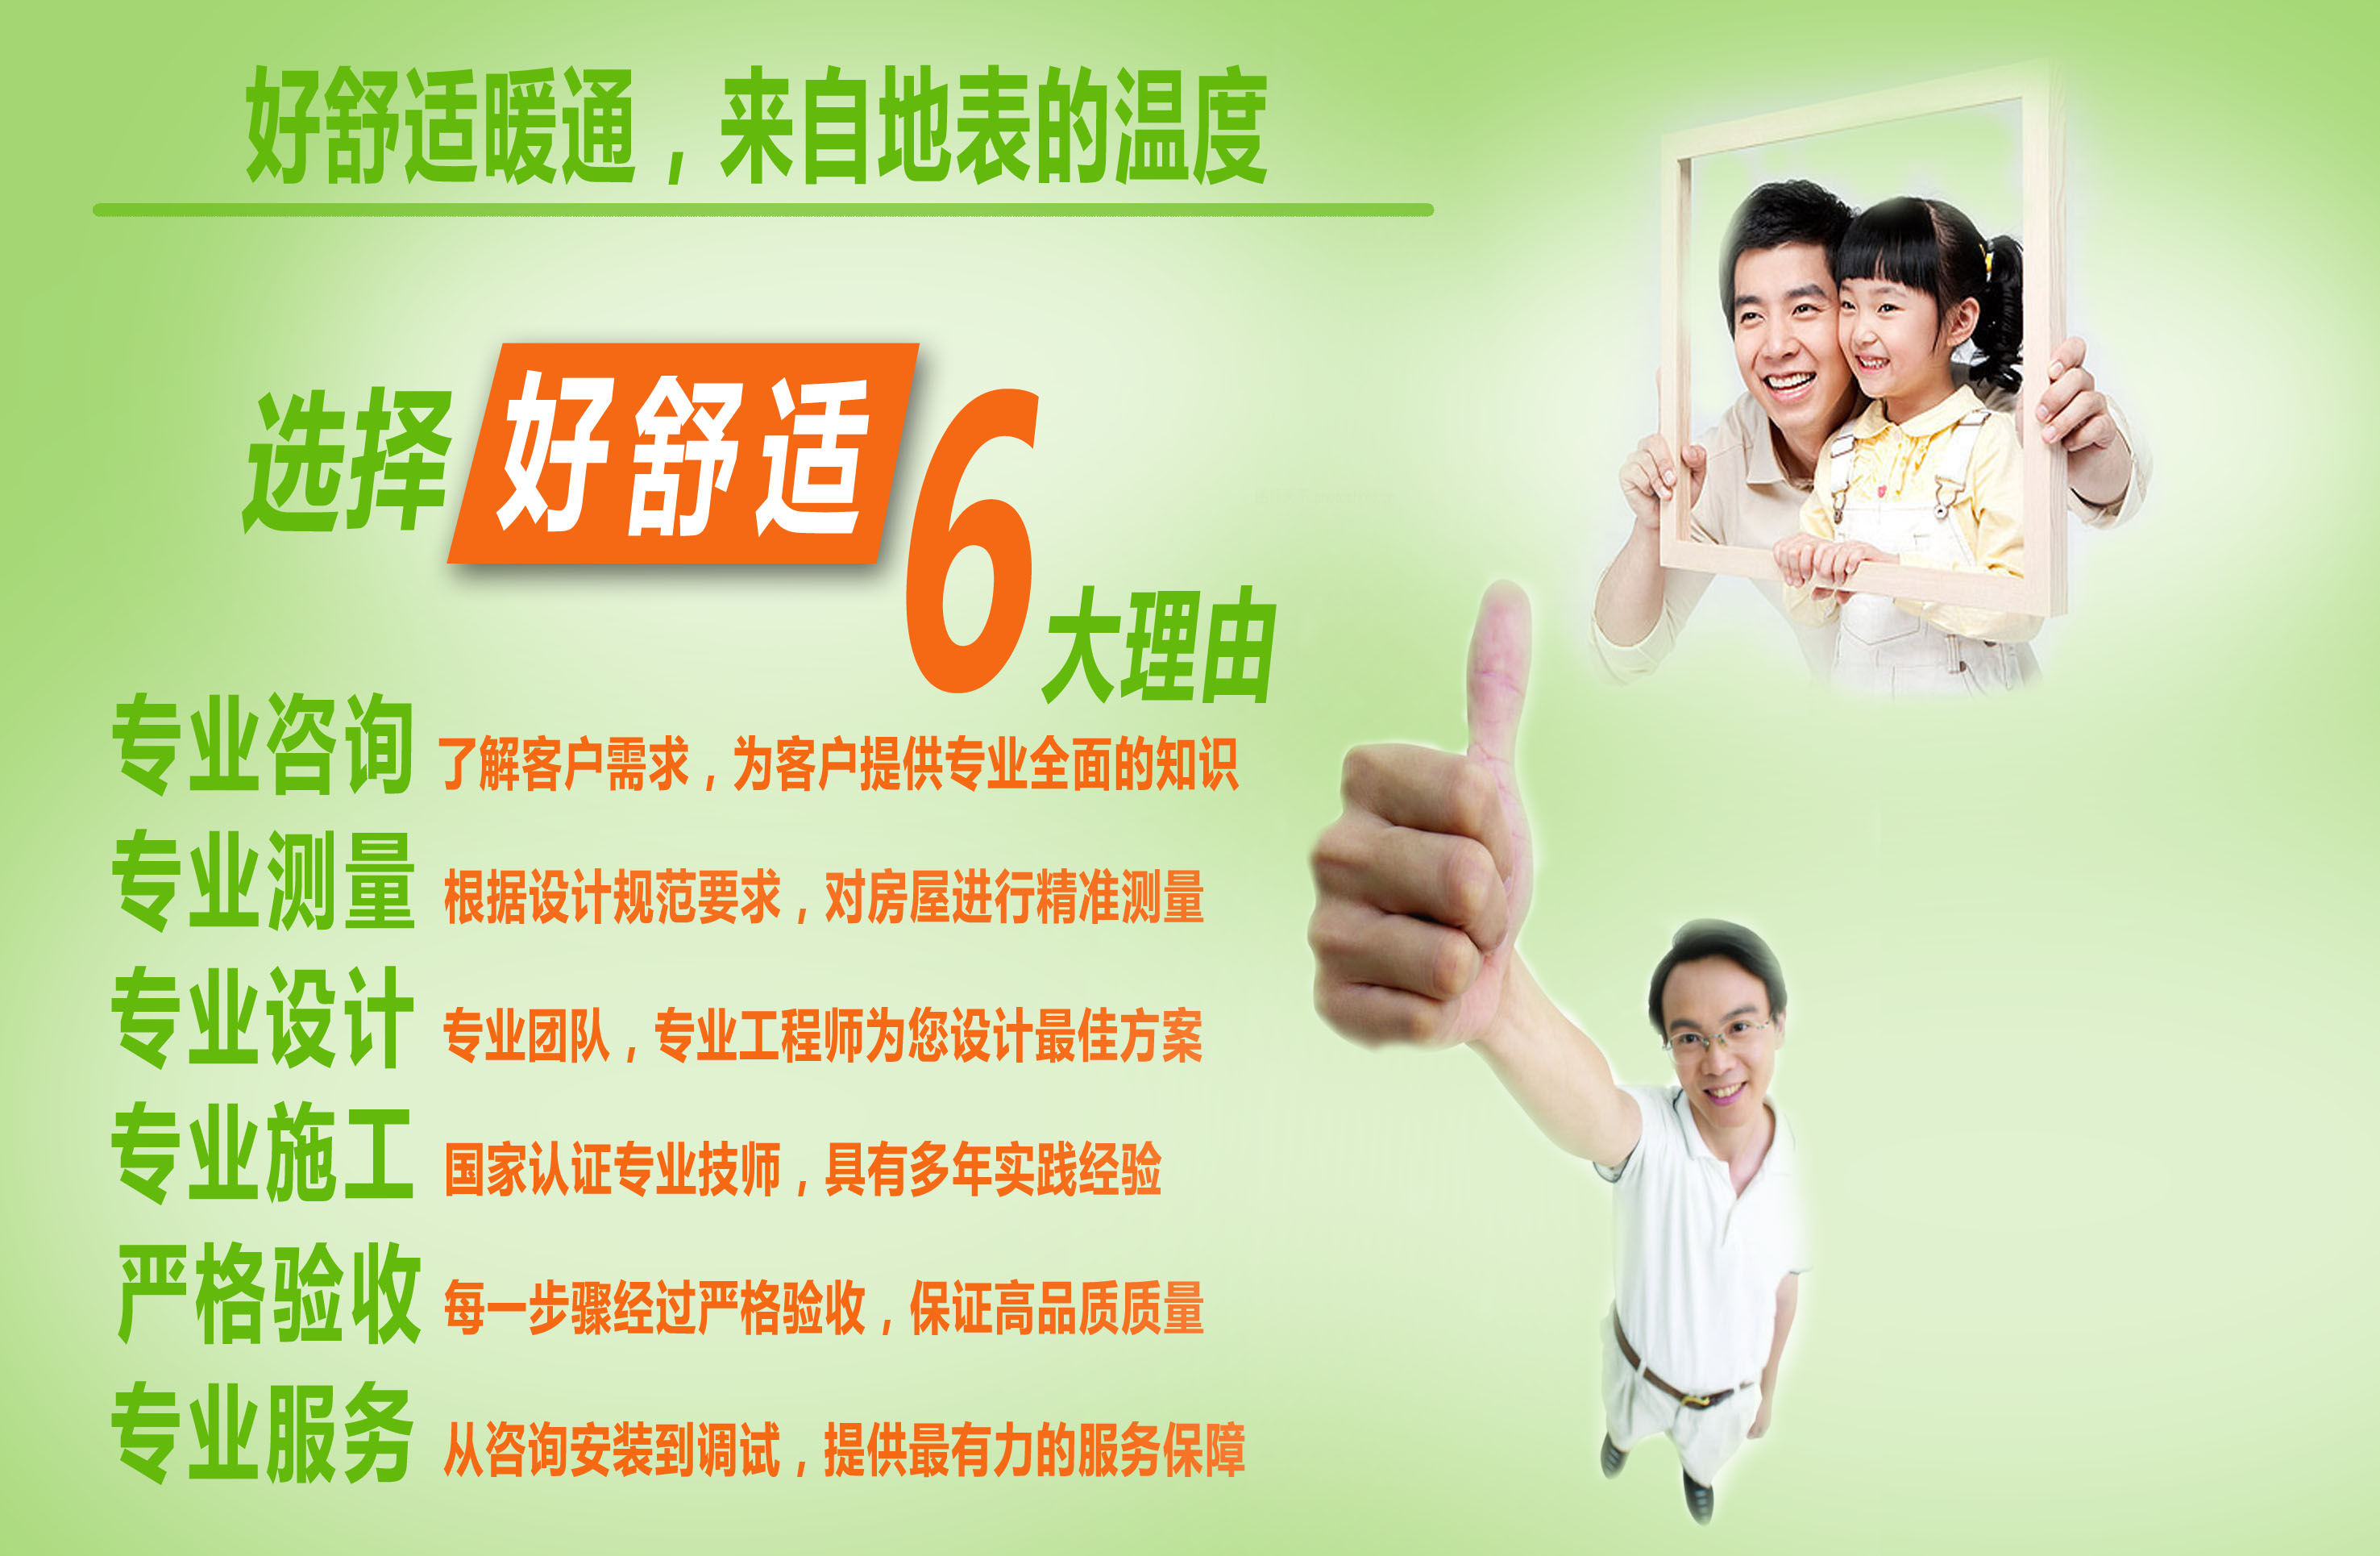 好舒适暖通，来自地表的温度
选择好舒适6大理由
专业咨询 了解客户需求，为客户提供专业全面的知识
专业测量 根据设计规范要求，对房屋进行精准测量
专业设计 专业团队，专业工程师为您设计最佳方案
专业施工 国家认证专业技师，具有多年实践经验
严格验收 每一步骤经过严格验收，保证高品质质量
专业服务 从咨询安装到调试，提供最有力的服务保障